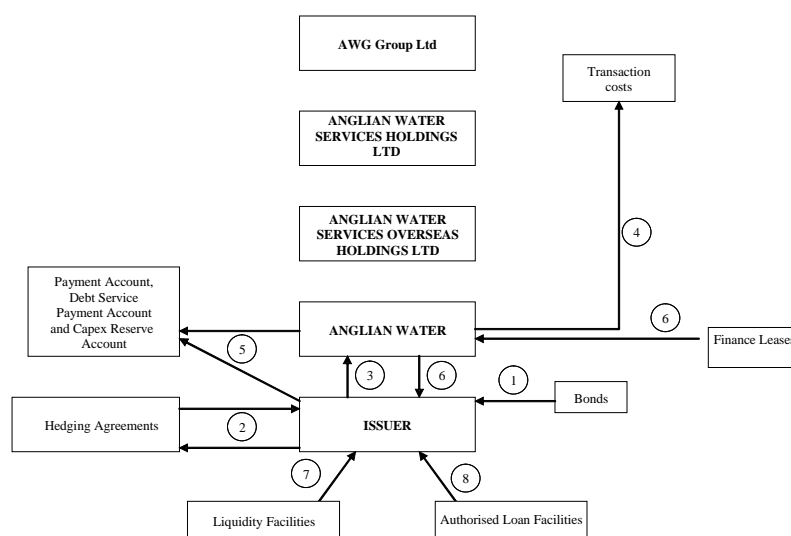 AWG Group Ltd
Transaction
costs
ANGLIAN WATER
SERVICES HOLDINGS
LTD
ANGLIAN WATER
SERVICES OVERSEAS
HOLDINGS LTD
4
Payment Account,
Debt Service
Payment Account
and Capex Reserve
Account
ANGLIAN WATER
6
Finance Leases
5
3
6
1
Bonds
Hedging Agreements
2
ISSUER
7
8
Liquidity Facilities
Authorised Loan Facilities